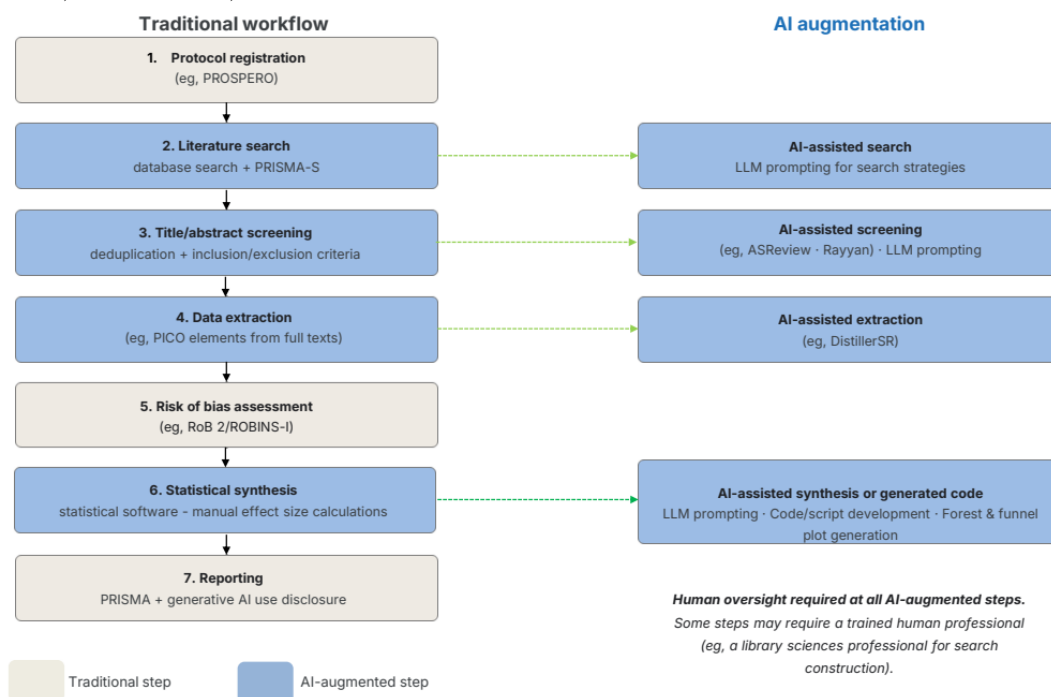 Traditional workflow
AI augmentation
1. Protocol registration
(eg, PROSPERO)
2. Literature search
database search + PRISMA-S
AI-assisted search
LLM prompting for search strategies
3. Title/abstract screening
deduplication + inclusion/exclusion criteria
AI-assisted screening
(eg, ASReview · Rayyan) · LLM prompting
4. Data extraction
(eg, PICO elements from full texts)
AI-assisted extraction
(eg, DistillerSR)
5. Risk of bias assessment
(eg, RoB 2/ROBINS-I)
6. Statistical synthesis
statistical software - manual effect size calculations
AI-assisted synthesis or generated code
LLM prompting · Code/script development · Forest & funnel
plot generation
7. Reporting
PRISMA + generative AI use disclosure
Human oversight required at all AI-augmented steps.
Some steps may require a trained human professional
(eg, a library sciences professional for search
construction).
Traditional step
AI-augmented step